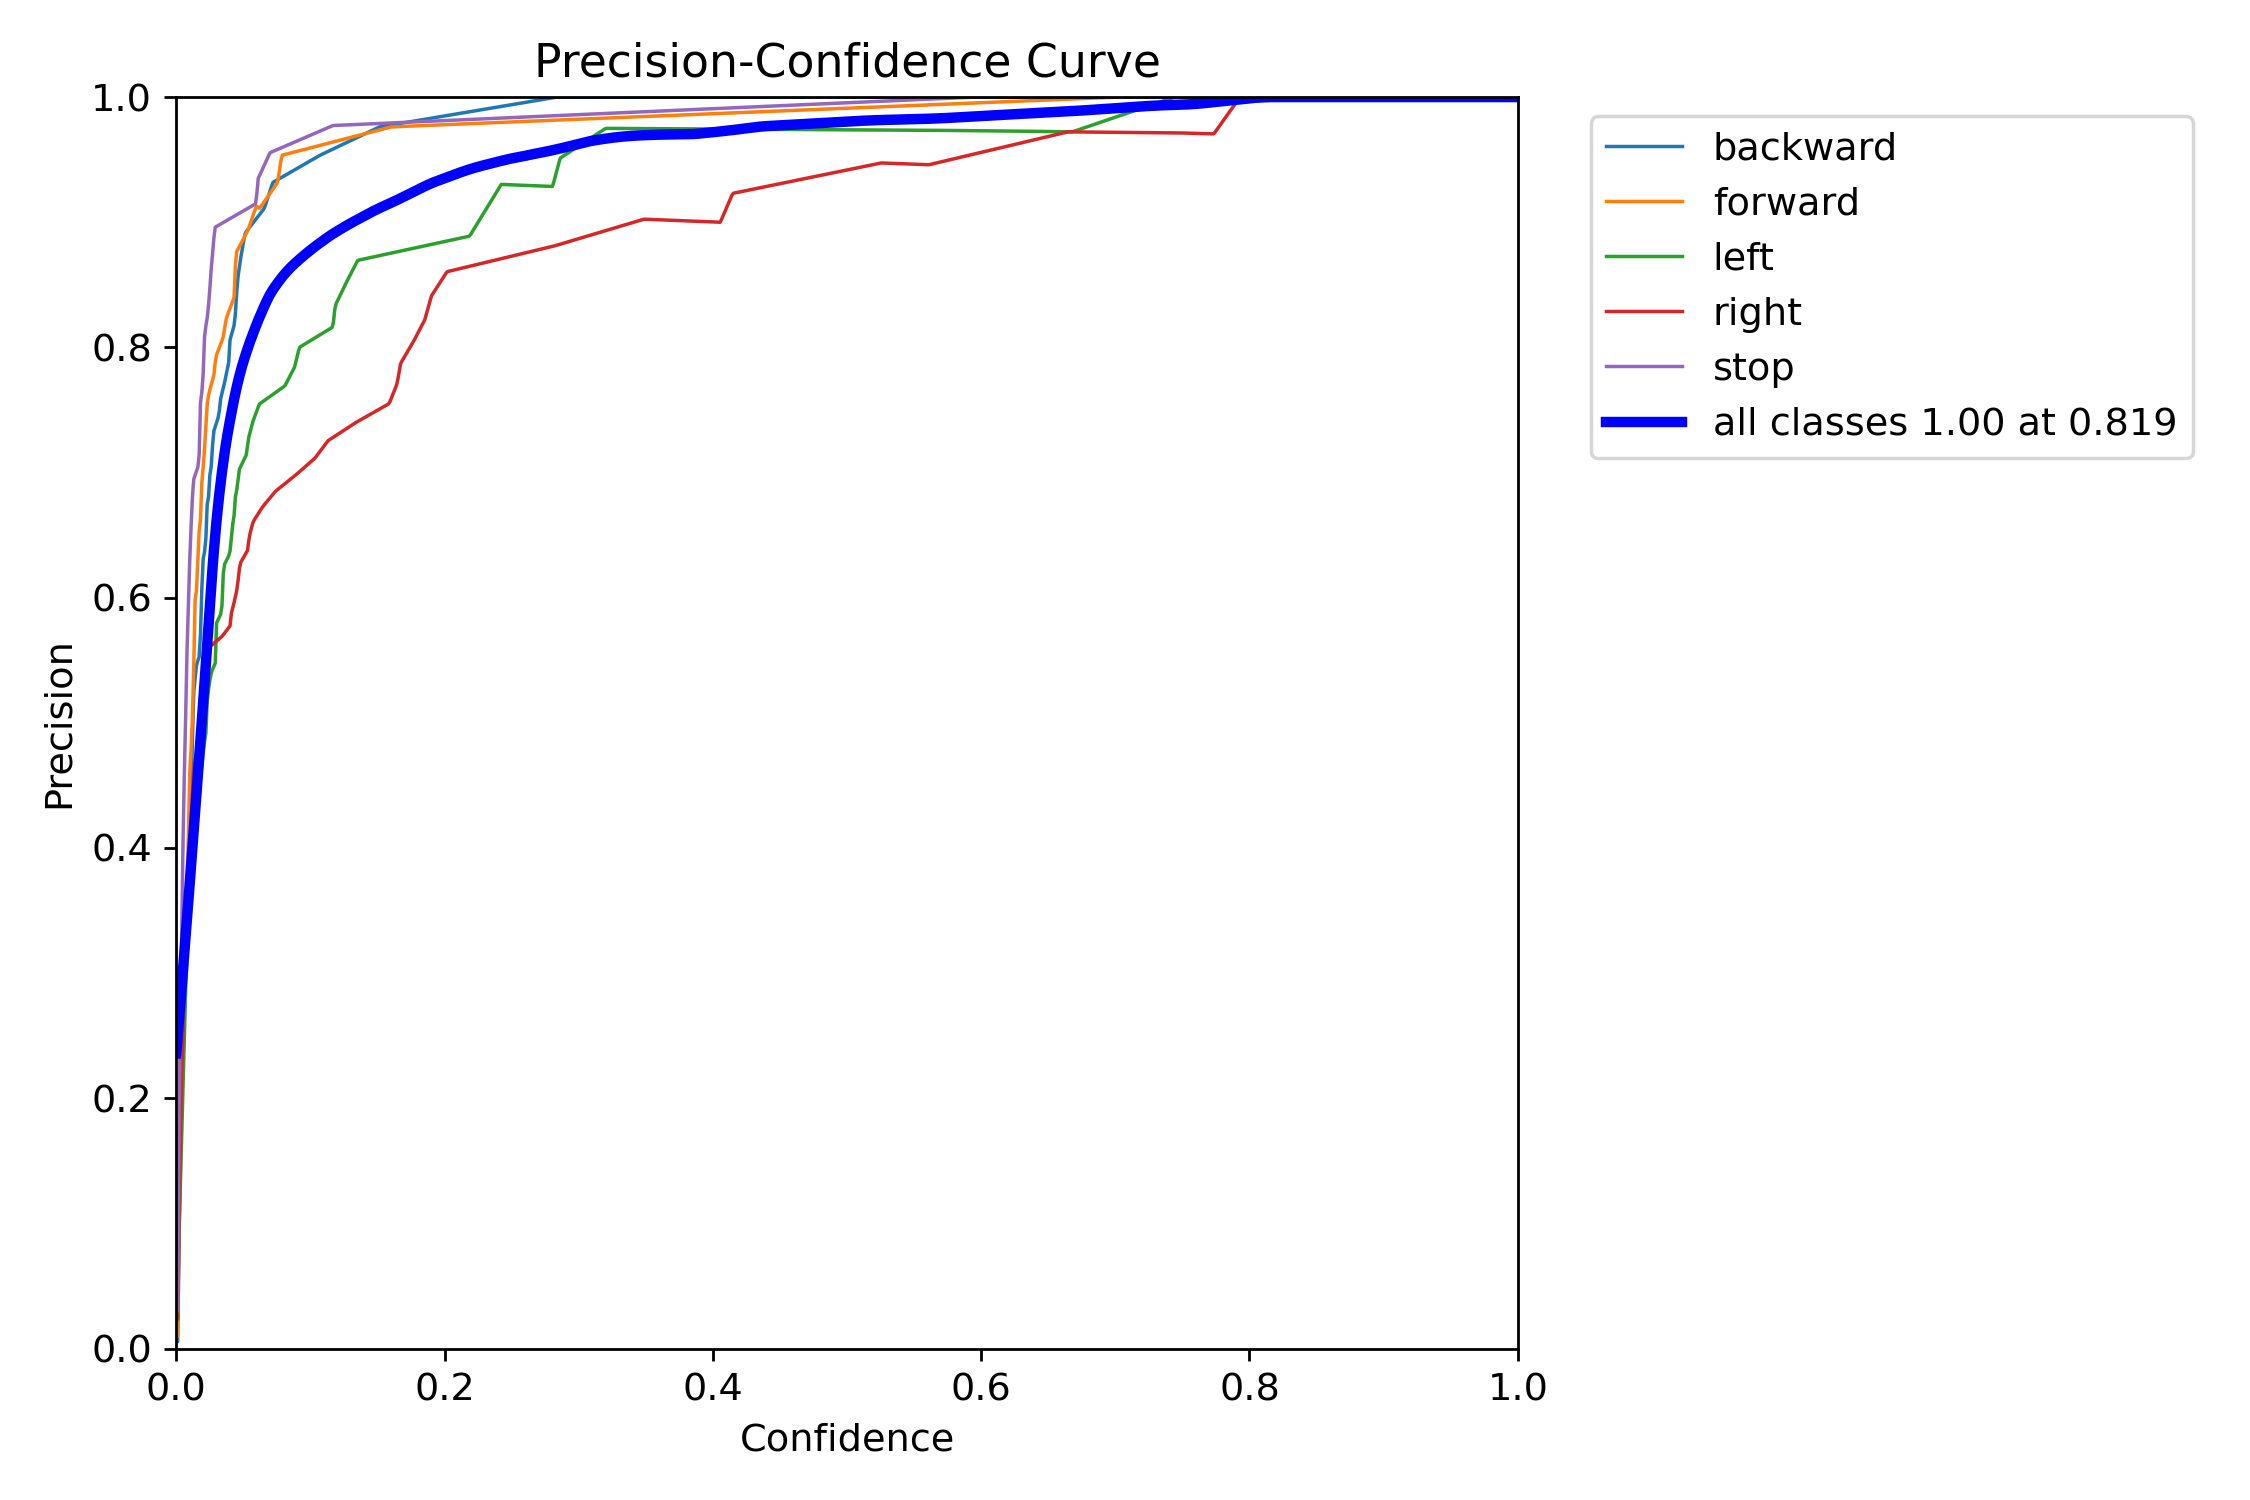 Precision-Confidence Curve
1.0
0.8
0.6
0.4
0.2
0.0
Precision
0.0 0.2 0.4 0.6 0.8 1.0
Confidence
backward
forward
left
right
stop
all classes 1.00 at 0.819